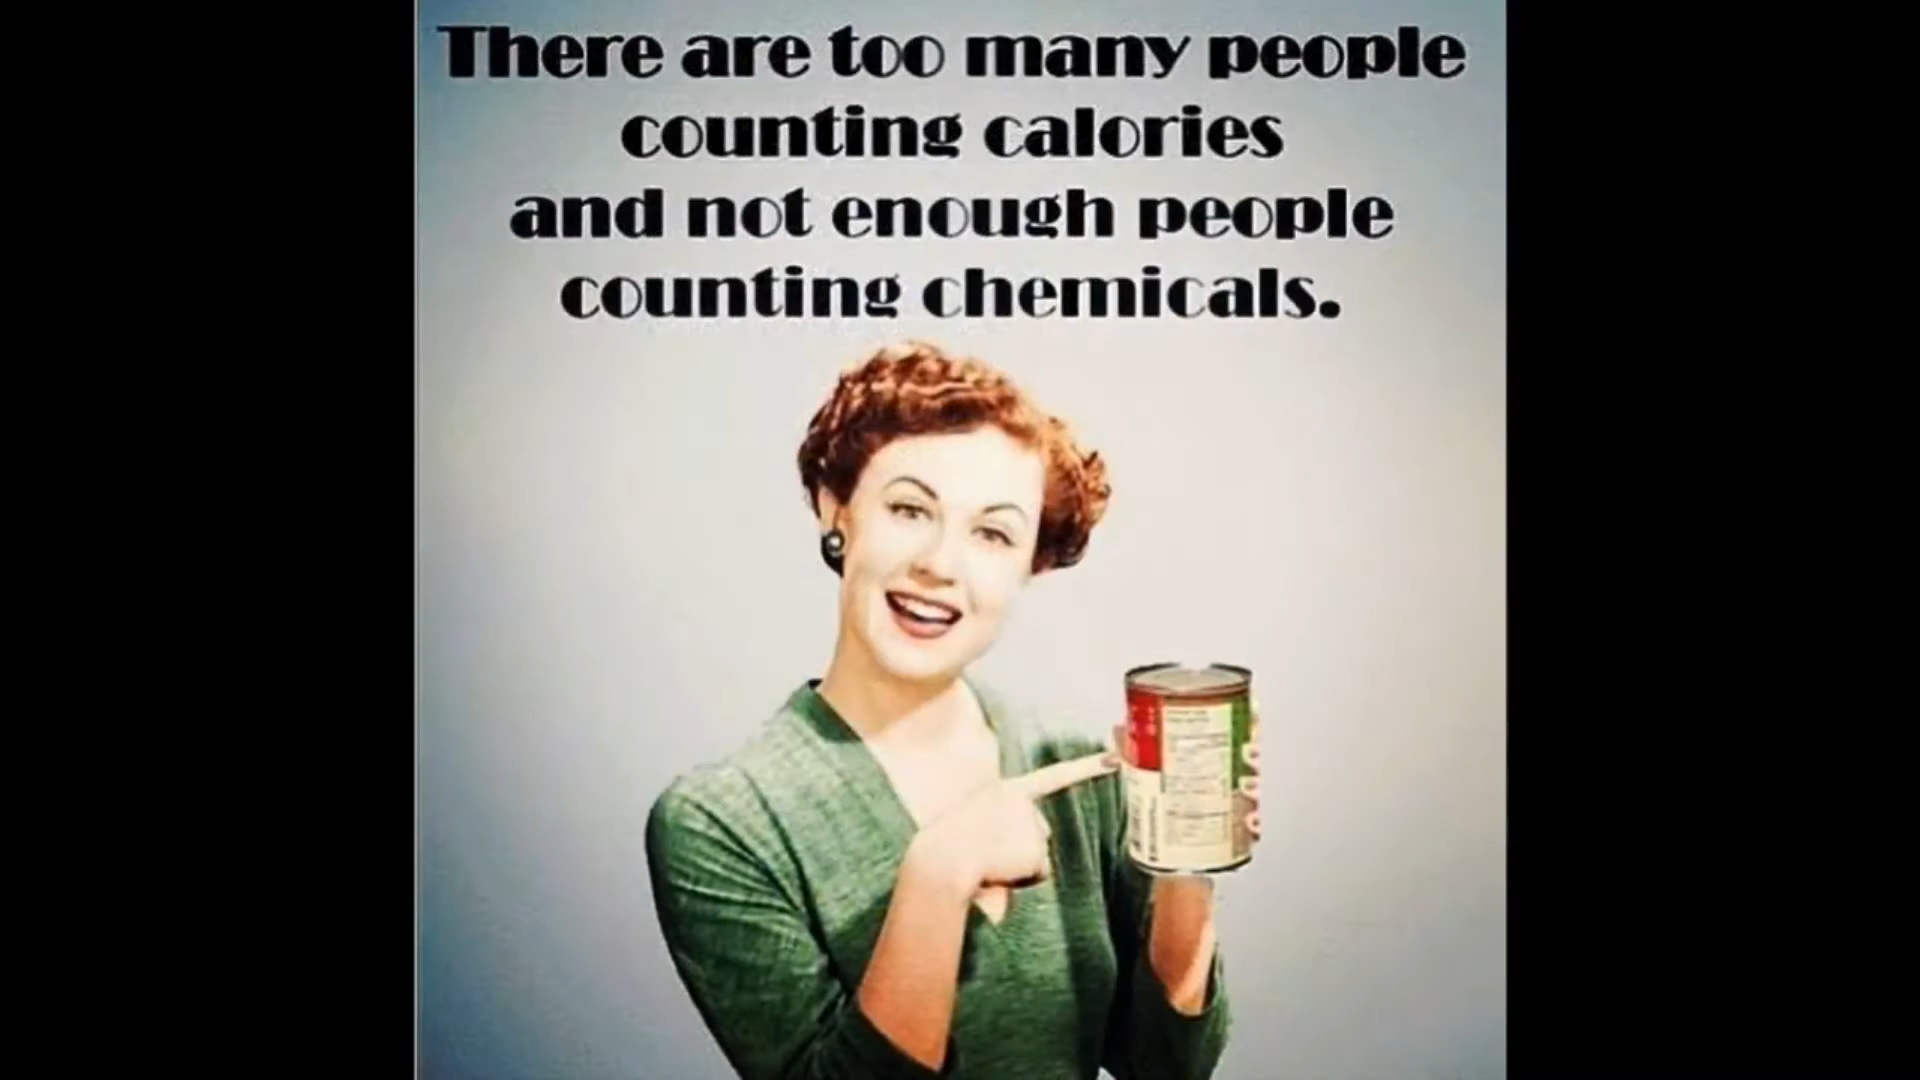 There are too many people
counting calories
and not enough people
counting chemicals.